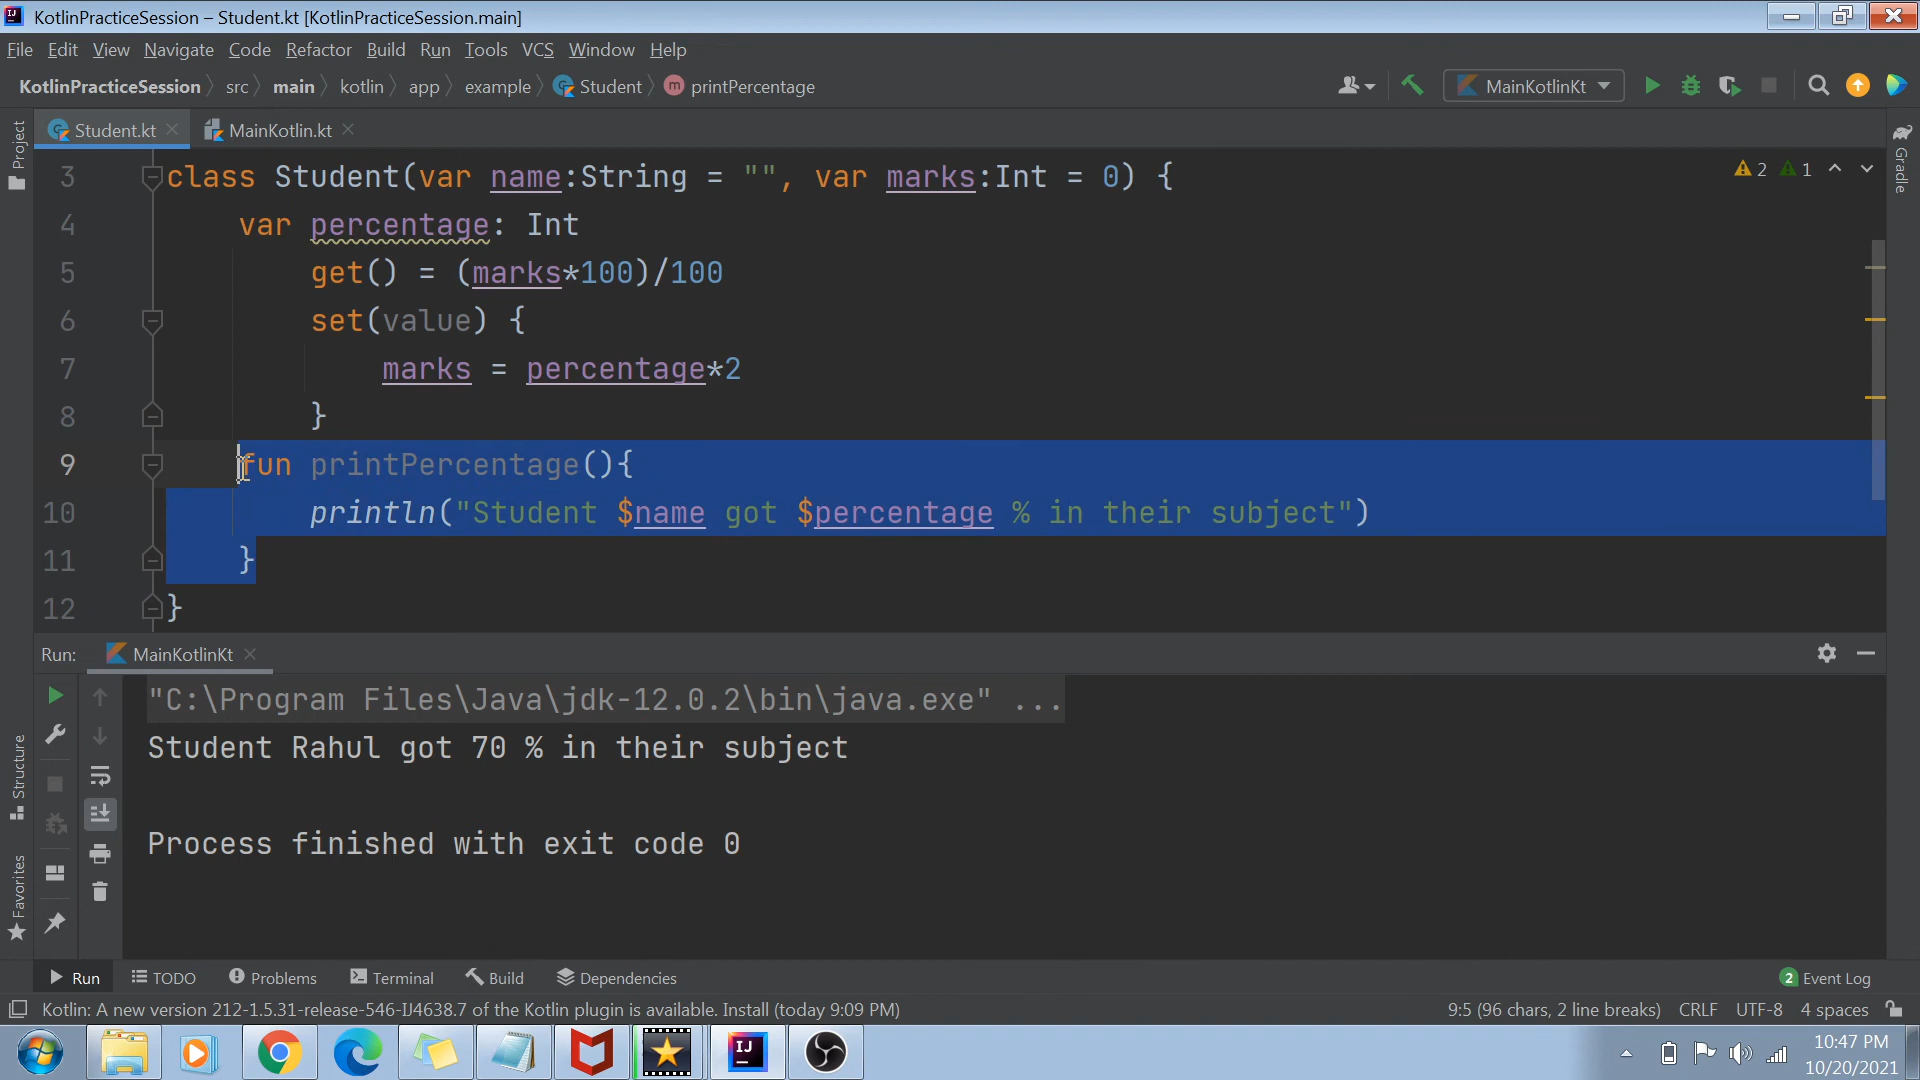 KotlinPracticeSession – Student.kt [KotlinPracticeSession.main]
File Edit View Navigate Code Refactor Build Run Tools VCS Window Help
KotlinPracticeSession src main kotlin app example Student m printPercentage MainKotlinKt
Student.kt MainKotlin.kt
Project
Gradle
2 1
3 class Student(var name:String = "", var marks:Int = 0) {
4 var percentage: Int
5 get() = (marks*100)/100
6 set(value) {
7 marks = percentage*2
8 }
9 fun printPercentage(){
10 println("Student $name got $percentage % in their subject")
11 }
12 }
Run: MainKotlinKt
"C:\Program Files\Java\jdk-12.0.2\bin\java.exe" ...
Student Rahul got 70 % in their subject
Process finished with exit code 0
Structure
Favorites
Run TODO Problems Terminal Build Dependencies 2 Event Log
Kotlin: A new version 212-1.5.31-release-546-IJ4638.7 of the Kotlin plugin is available. Install (today 9:09 PM) 9:5 (96 chars, 2 line breaks) CRLF UTF-8 4 spaces
IJ
10:47 PM
10/20/2021